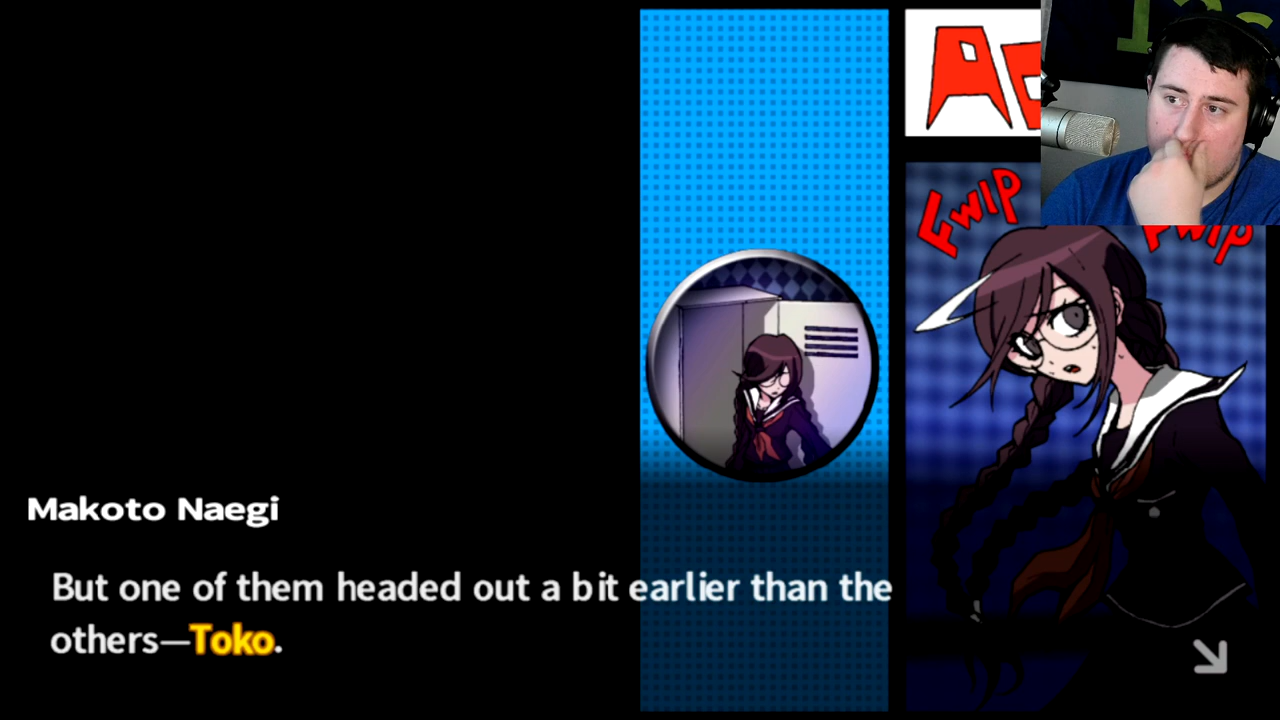 Fwip
Fwip
Makoto Naegi
But one of them headed out a bit earlier than the
others—Toko.